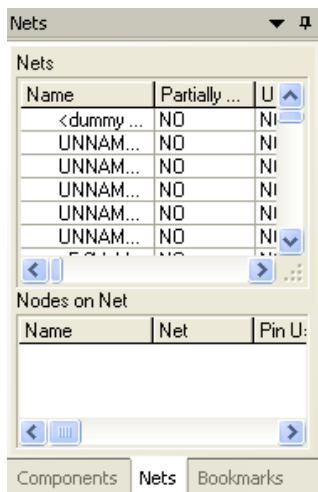 Nets
Nets
Name Partially ... U
<dummy ... NO N
UNNAM... NO N
UNNAM... NO N
UNNAM... NO N
UNNAM... NO N
UNNAM... NO N
Nodes on Net
Name Net Pin U
Components Nets Bookmarks